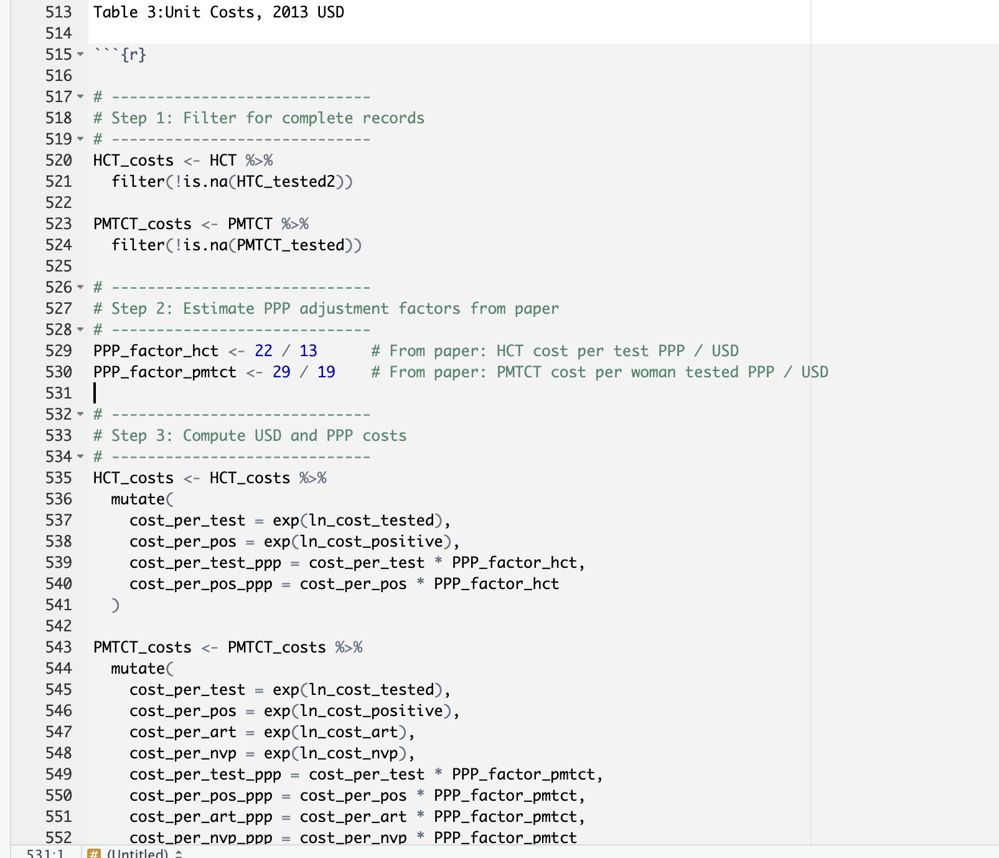 513 Table 3:Unit Costs, 2013 USD
514
515 ```{r}
516
517 # -----------------------------
518 # Step 1: Filter for complete records
519 # -----------------------------
520 HCT_costs <- HCT %>%
521   filter(!is.na(HTC_tested2))
522
523 PMTCT_costs <- PMTCT %>%
524   filter(!is.na(PMTCT_tested))
525
526 # -----------------------------
527 # Step 2: Estimate PPP adjustment factors from paper
528 # -----------------------------
529 PPP_factor_hct <- 22 / 13      # From paper: HCT cost per test PPP / USD
530 PPP_factor_pmtct <- 29 / 19    # From paper: PMTCT cost per woman tested PPP / USD
531
532 # -----------------------------
533 # Step 3: Compute USD and PPP costs
534 # -----------------------------
535 HCT_costs <- HCT_costs %>%
536   mutate(
537     cost_per_test = exp(ln_cost_tested),
538     cost_per_pos = exp(ln_cost_positive),
539     cost_per_test_ppp = cost_per_test * PPP_factor_hct,
540     cost_per_pos_ppp = cost_per_pos * PPP_factor_hct
541   )
542
543 PMTCT_costs <- PMTCT_costs %>%
544   mutate(
545     cost_per_test = exp(ln_cost_tested),
546     cost_per_pos = exp(ln_cost_positive),
547     cost_per_art = exp(ln_cost_art),
548     cost_per_nvp = exp(ln_cost_nvp),
549     cost_per_test_ppp = cost_per_test * PPP_factor_pmtct,
550     cost_per_pos_ppp = cost_per_pos * PPP_factor_pmtct,
551     cost_per_art_ppp = cost_per_art * PPP_factor_pmtct,
552     cost_per_nvp_ppp = cost_per_nvp * PPP_factor_pmtct
531:1 # (Untitled)